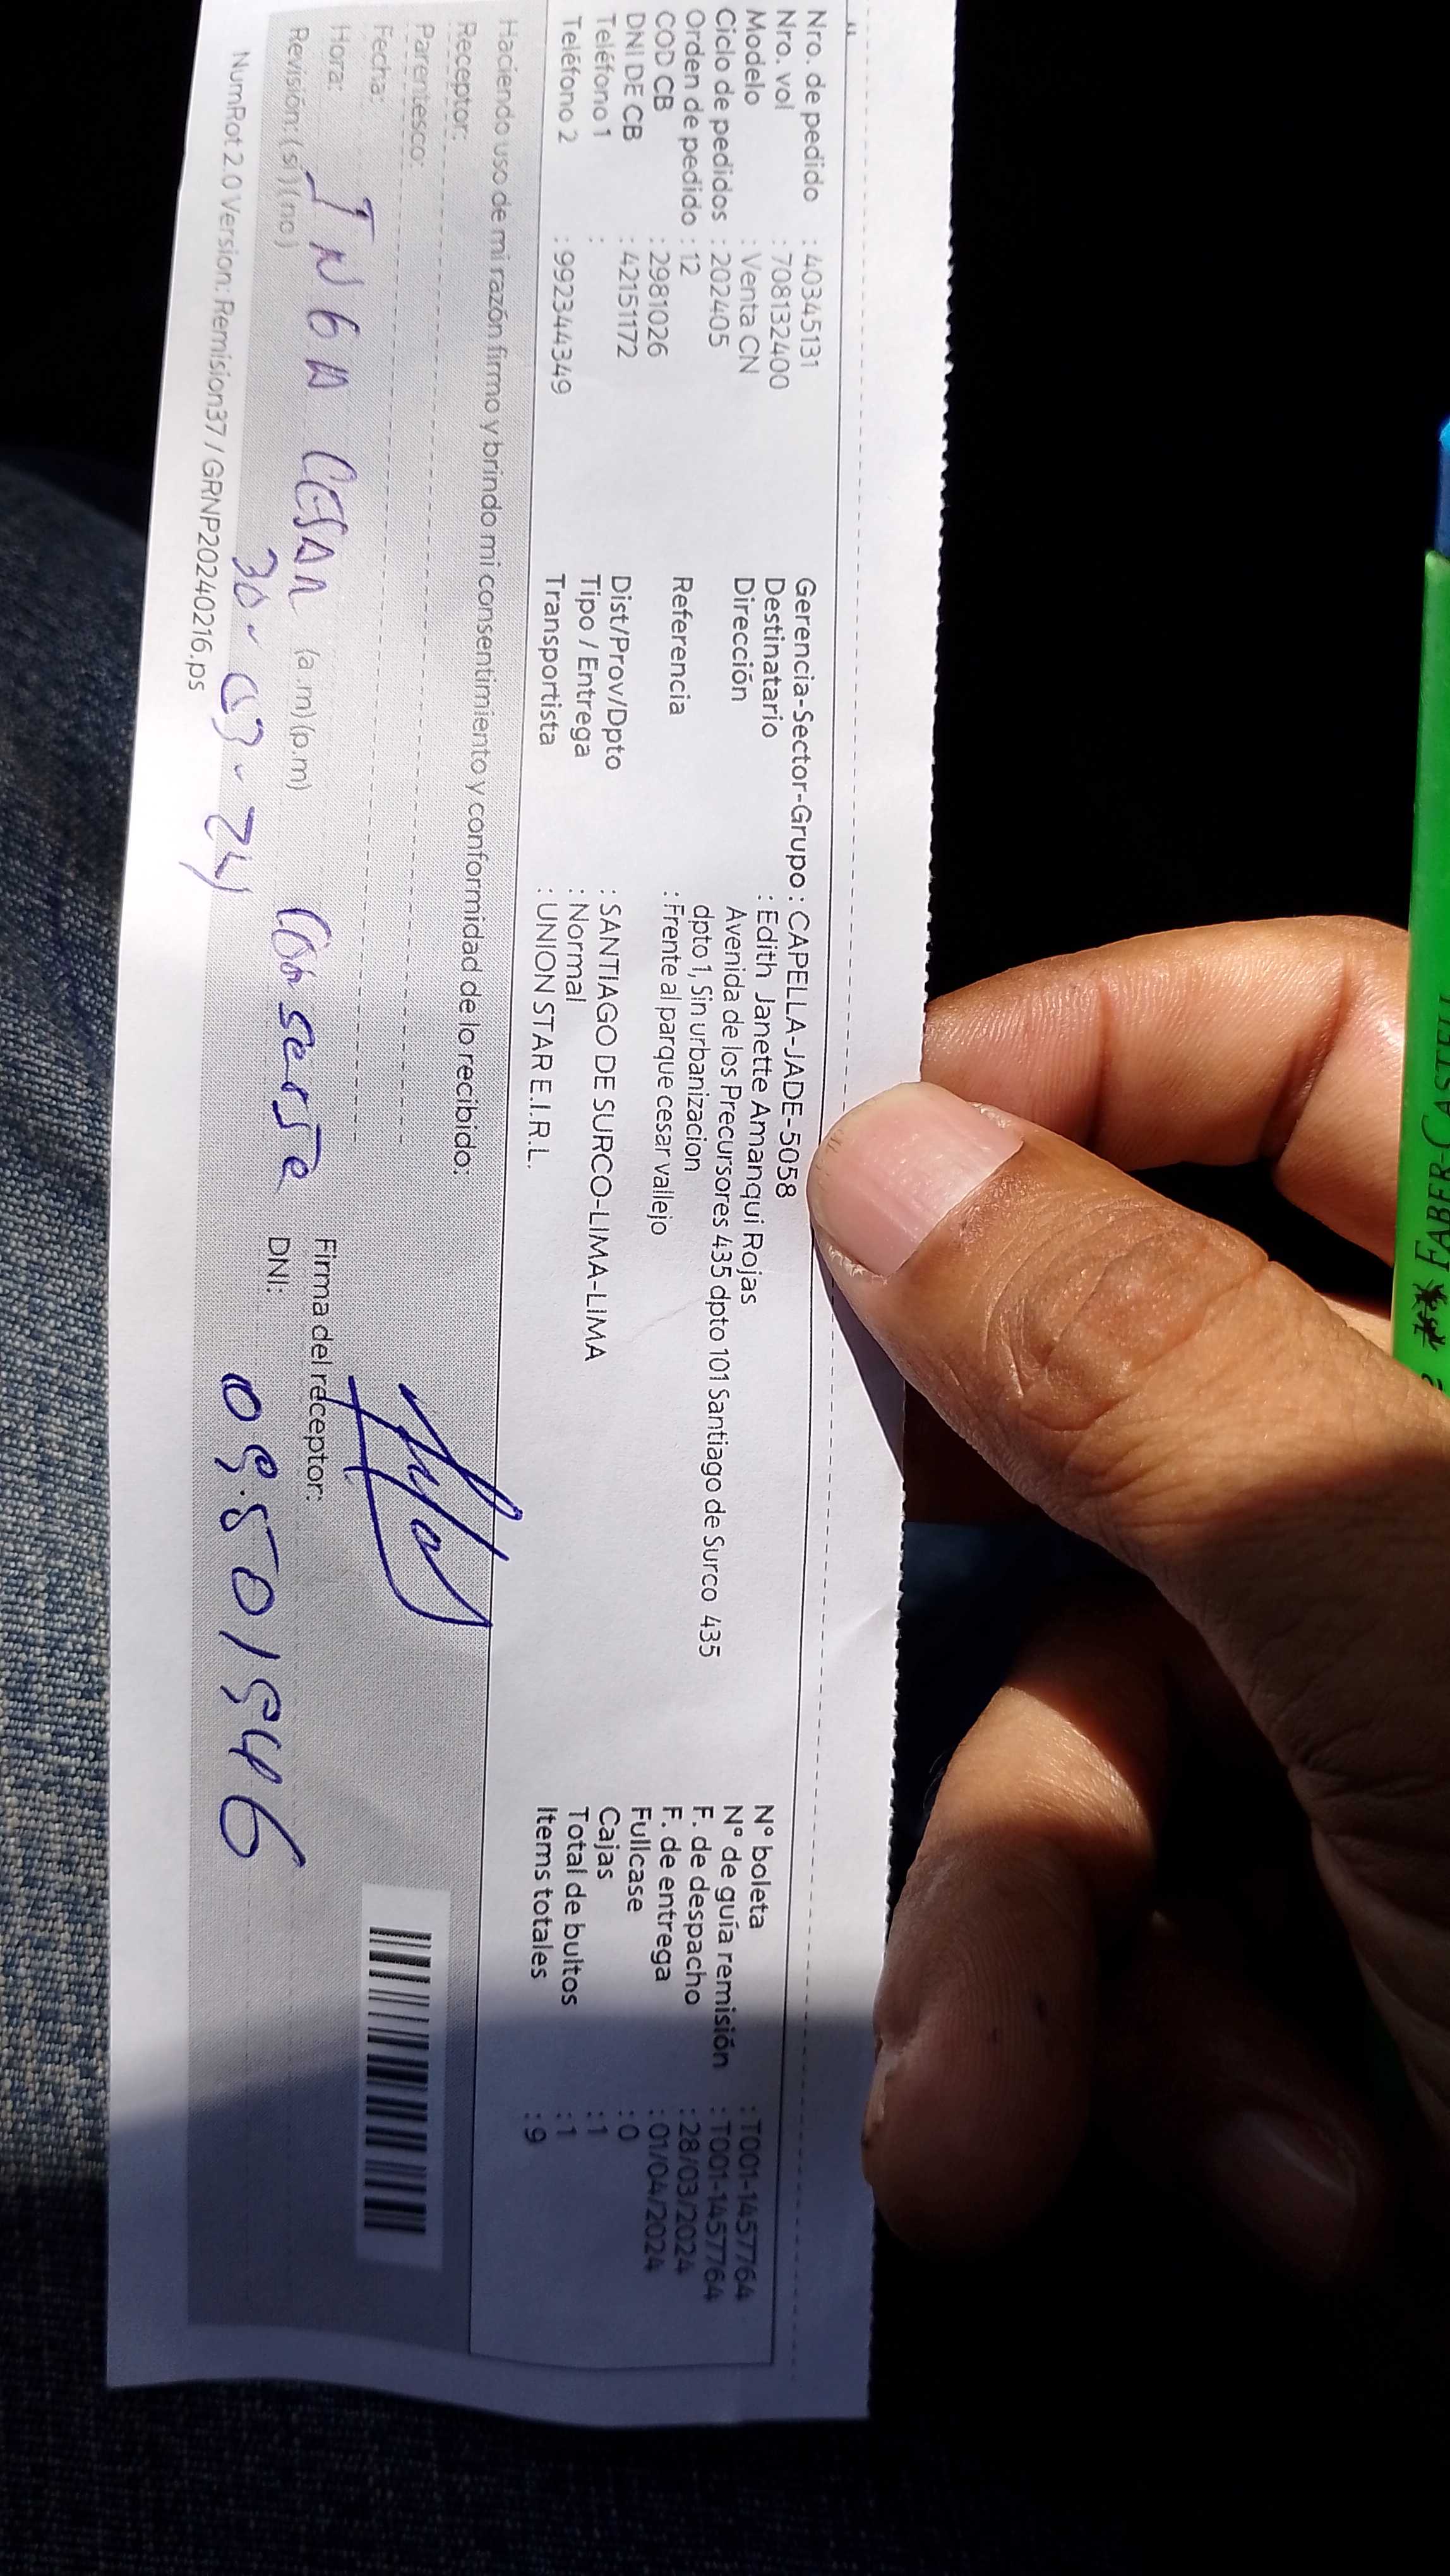 Nro. de pedido : 40345131
Nro. vol : 708132400
Modelo : Venta CN
Ciclo de pedidos : 202405
Orden de pedido : 12
COD CB : 2981026
DNI DE CB : 42151172
Teléfono 1 :
Teléfono 2 : 992344349
Gerencia-Sector-Grupo : CAPELLA-JADE-5058
Destinatario : Edith Janette Amanqui Rojas
Dirección Avenida de los Precursores 435 dpto 101 Santiago de Surco 435
dpto 1, Sin urbanizacion
Referencia : Frente al parque cesar vallejo
Dist/Prov/Dpto : SANTIAGO DE SURCO-LIMA-LIMA
Tipo / Entrega : Normal
Transportista : UNION STAR E.I.R.L.
N° boleta : T001-1457764
N° de guía remisión : T001-1457764
F. de despacho : 28/03/2024
F. de entrega : 01/04/2024
Fullcase : 0
Cajas : 1
Total de bultos : 1
Items totales : 9
Haciendo uso de mi razón firmo y brindo mi consentimiento y conformidad de lo recibido:
Receptor:
Parentesco:
Fecha:
Hora: (a.m) (p.m)
INGA CESAR
30-03-24
Revisión: ( si ) ( no )
Firma del receptor:
DNI:
NumRot 2.0 Version: Remision37 / GRNP20240216.ps
FABER-CASTELL